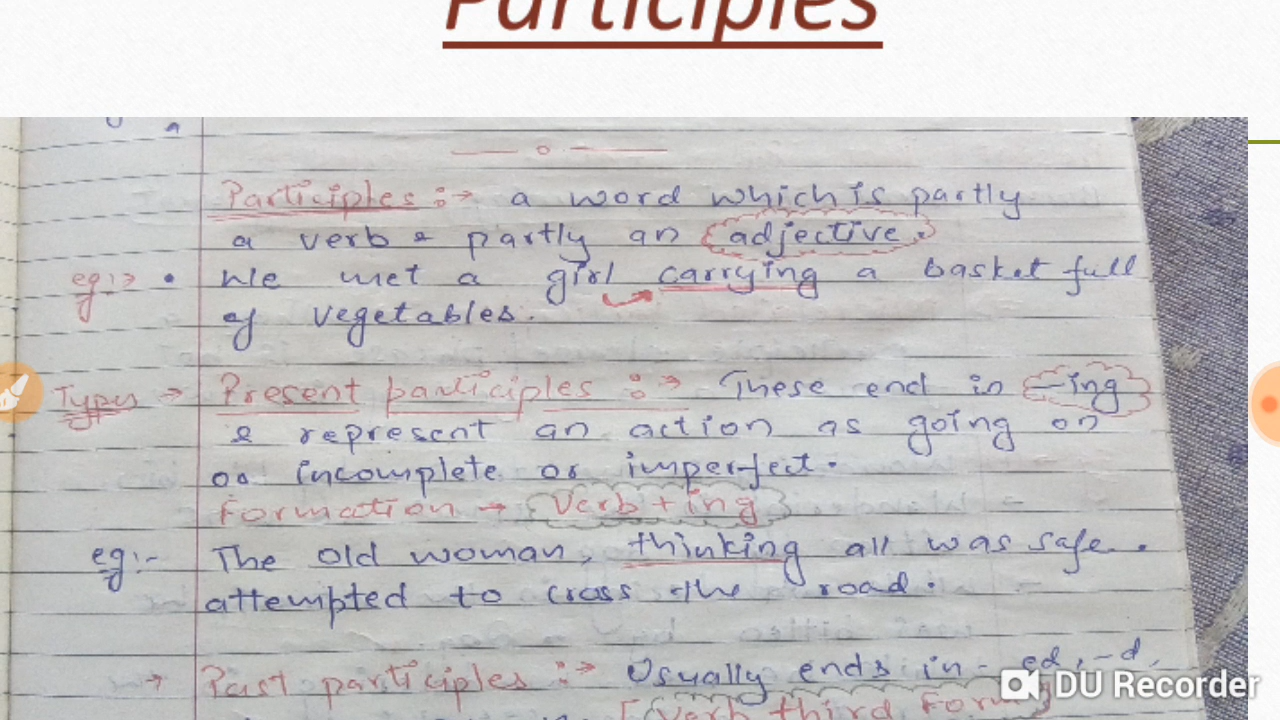 Participles
Participles :→ a word which is partly
a verb & partly an adjective.
eg:→ • We met a girl carrying a basket full
of vegetables.
Types → Present participles :→ These end in -ing
& represent an action as going on
or incomplete or imperfect.
Formation → Verb + ing
eg:- The old woman, thinking all was safe.
attempted to cross the road.
→ Past participles :→ Usually ends in - ed, -d,
[Verb third Form]
DU Recorder